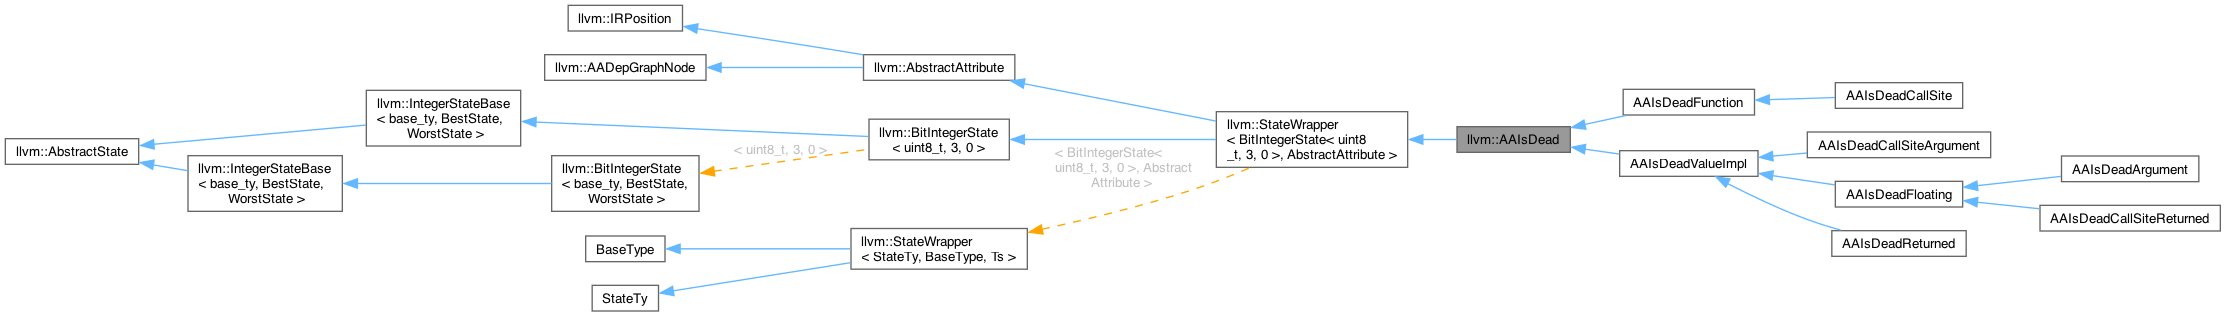 llvm::IRPosition
llvm::AADepGraphNode
llvm::AbstractAttribute
llvm::IntegerStateBase
< base_ty, BestState,
WorstState >
llvm::AbstractState
llvm::IntegerStateBase
< base_ty, BestState,
WorstState >
llvm::BitIntegerState
< uint8_t, 3, 0 >
< uint8_t, 3, 0 >
llvm::BitIntegerState
< base_ty, BestState,
WorstState >
llvm::StateWrapper
< BitIntegerState< uint8
_t, 3, 0 >, AbstractAttribute >
< BitIntegerState<
uint8_t, 3, 0 >, Abstract
Attribute >
BaseType
StateTy
llvm::StateWrapper
< StateTy, BaseType, Ts >
llvm::AAIsDead
AAIsDeadFunction
AAIsDeadCallSite
AAIsDeadValueImpl
AAIsDeadCallSiteArgument
AAIsDeadFloating
AAIsDeadArgument
AAIsDeadCallSiteReturned
AAIsDeadReturned